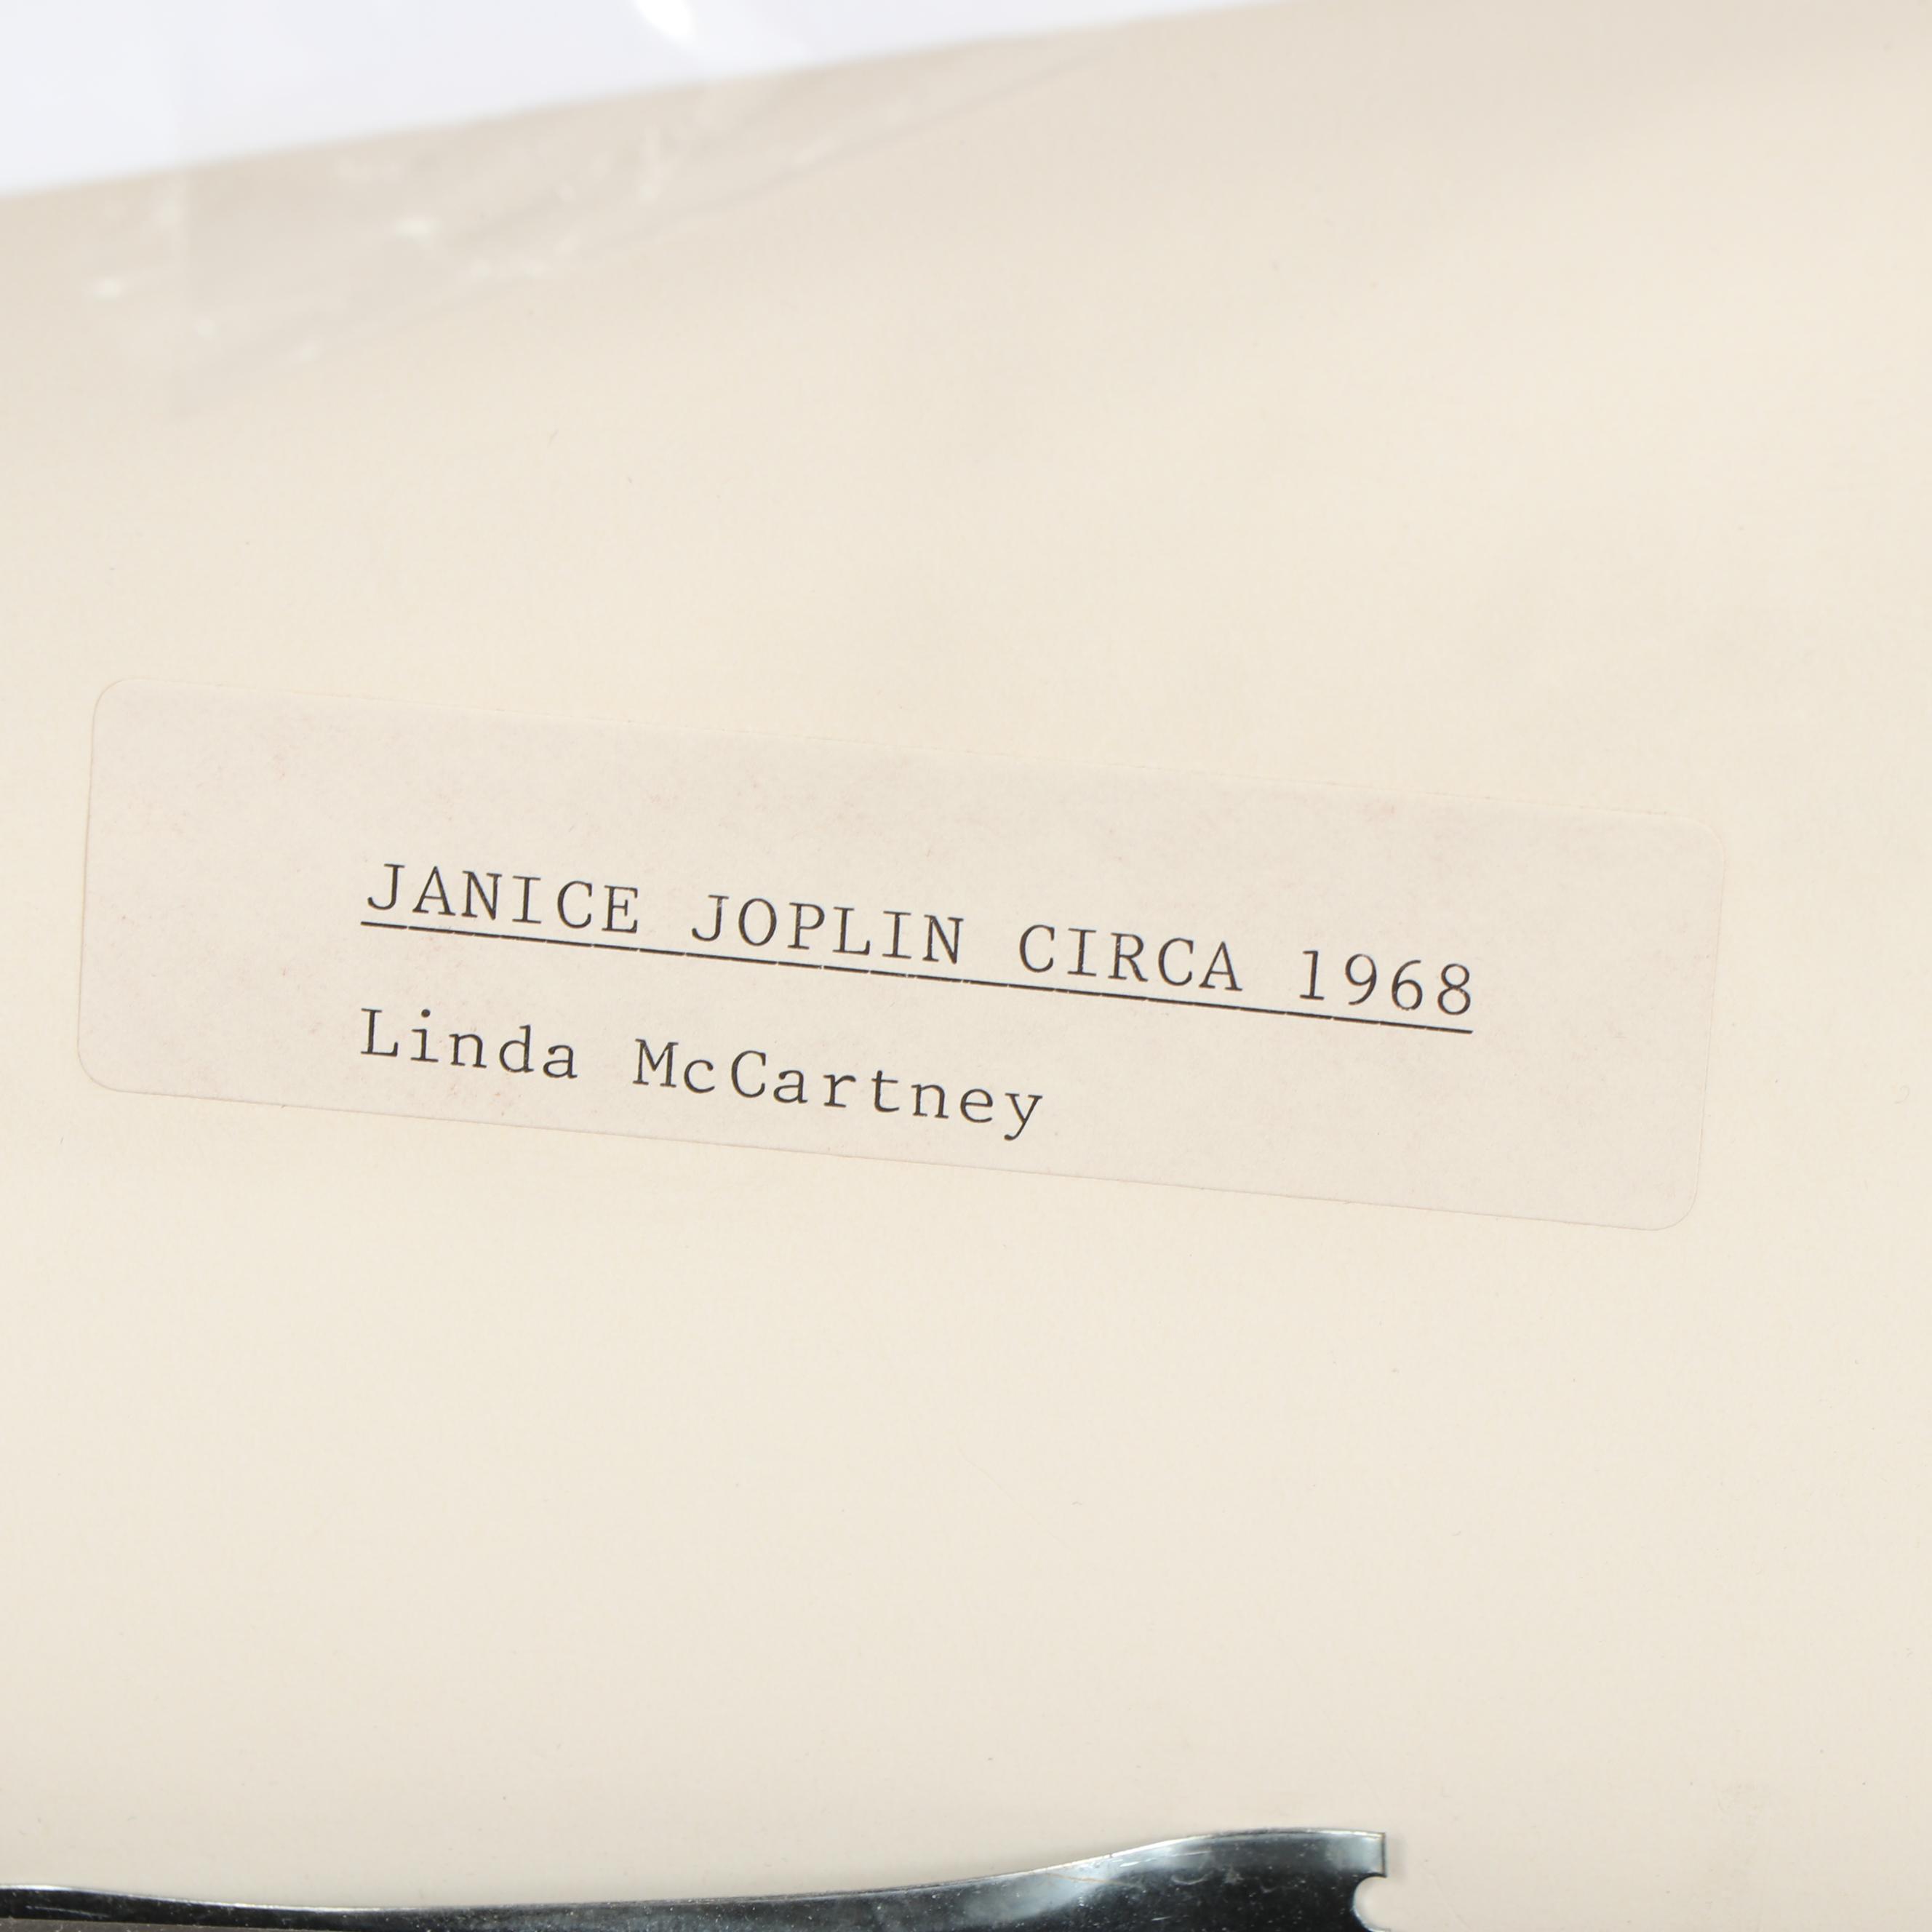 JANICE JOPLIN CIRCA 1968
Linda McCartney